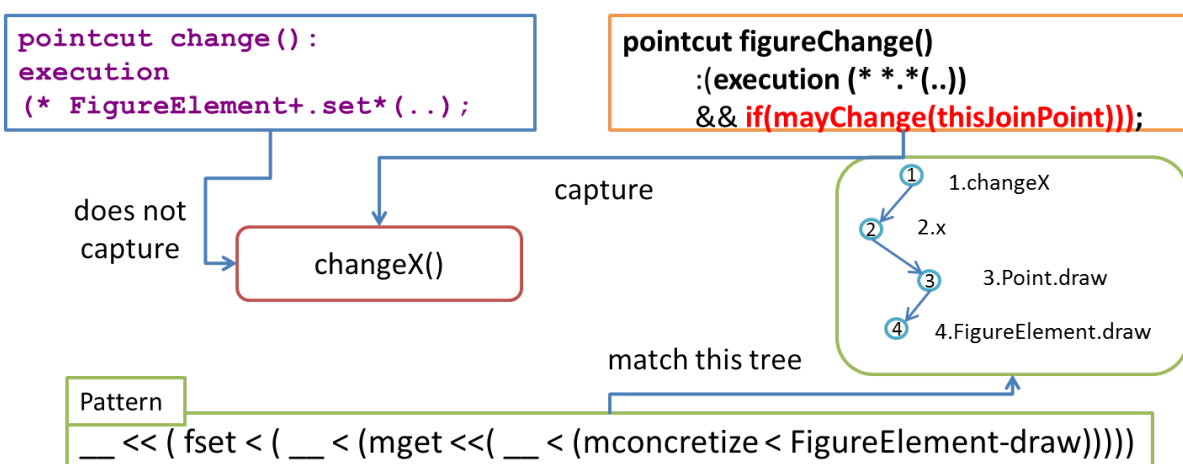 pointcut change():
execution
(* FigureElement+.set*(..);
pointcut figureChange()
:(execution (* *.*(..))
&& if(mayChange(thisJoinPoint)));
does not
capture
capture
changeX()
1
1.changeX
2
2.x
3
3.Point.draw
4
4.FigureElement.draw
match this tree
Pattern
__ << ( fset < ( __ < (mget <<( __ < (mconcretize < FigureElement-draw)))))